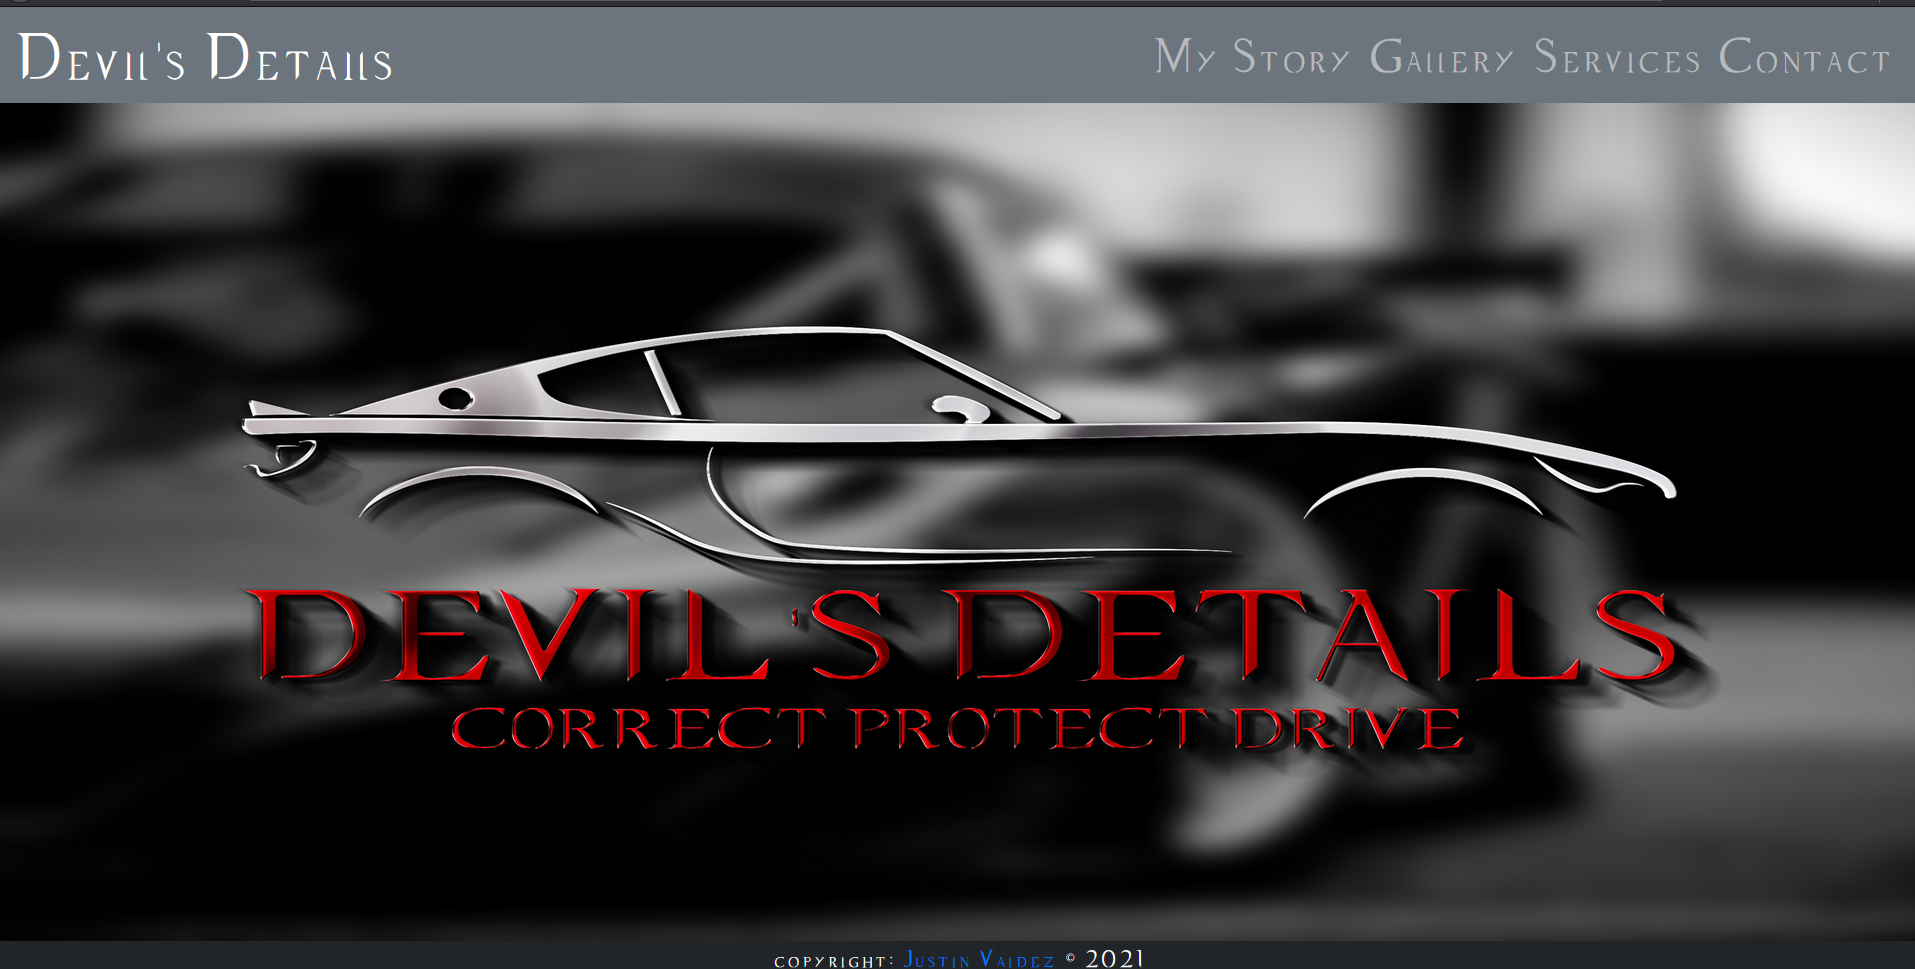 Devil's Details
My Story Gallery Services Contact
DEVIL'S DETAILS
CORRECT PROTECT DRIVE
copyright: Justin Valdez © 2021